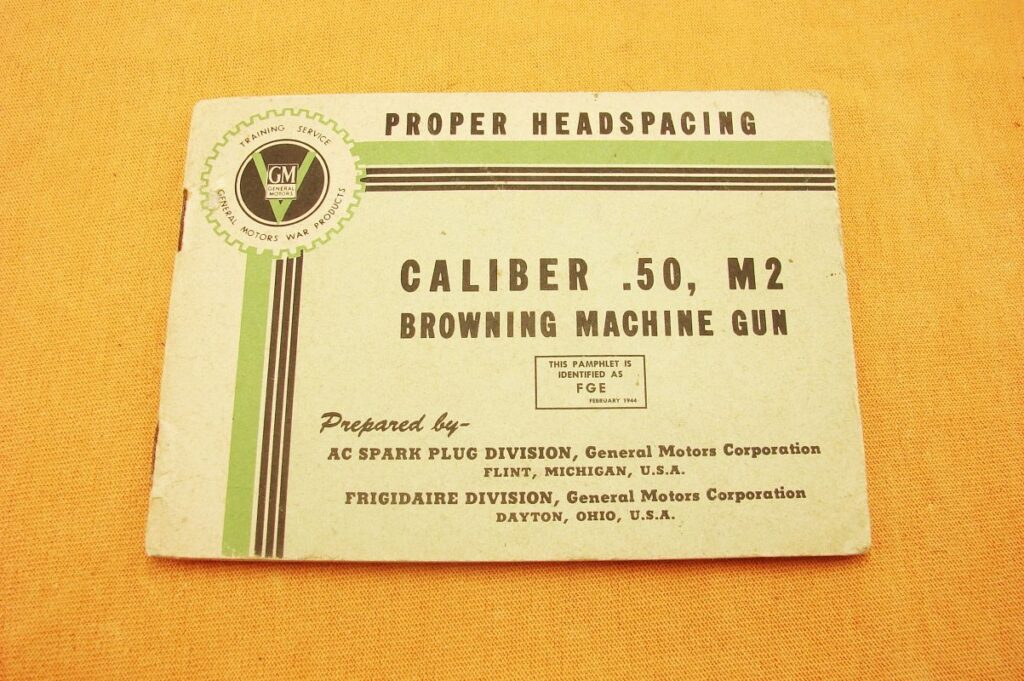 PROPER HEADSPACING
TRAINING SERVICE
GM
GENERAL
MOTORS
GENERAL MOTORS WAR PRODUCTS
CALIBER .50, M2
BROWNING MACHINE GUN
THIS PAMPHLET IS
IDENTIFIED AS
FGE
FEBRUARY 1944
Prepared by-
AC SPARK PLUG DIVISION, General Motors Corporation
FLINT, MICHIGAN, U.S.A.
FRIGIDAIRE DIVISION, General Motors Corporation
DAYTON, OHIO, U.S.A.